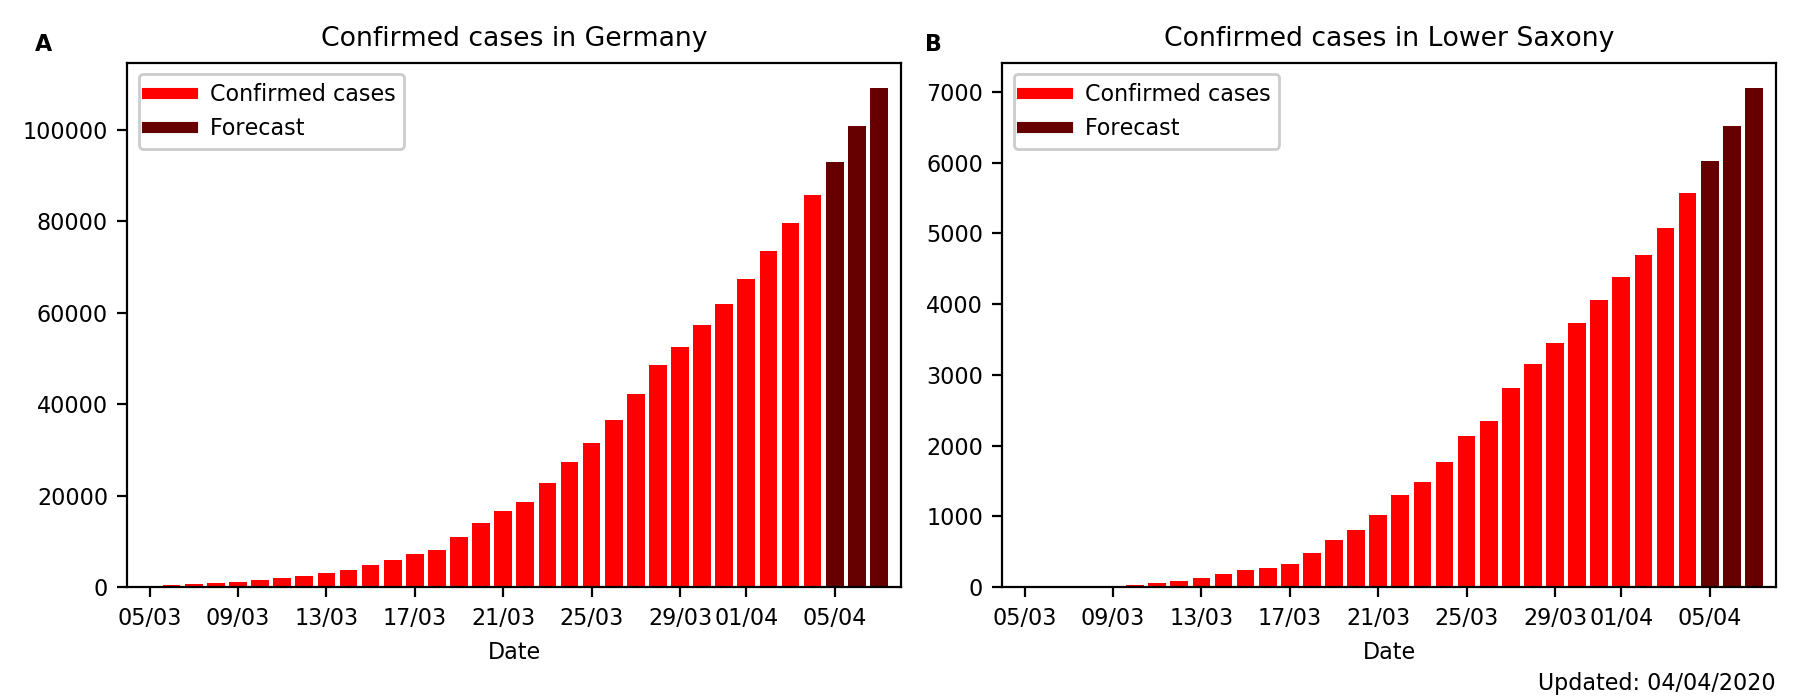 A
Confirmed cases in Germany
Confirmed cases
Forecast
100000
80000
60000
40000
20000
0
05/03 09/03 13/03 17/03 21/03 25/03 29/03 01/04 05/04
Date
B
Confirmed cases in Lower Saxony
Confirmed cases
Forecast
7000
6000
5000
4000
3000
2000
1000
0
05/03 09/03 13/03 17/03 21/03 25/03 29/03 01/04 05/04
Date
Updated: 04/04/2020